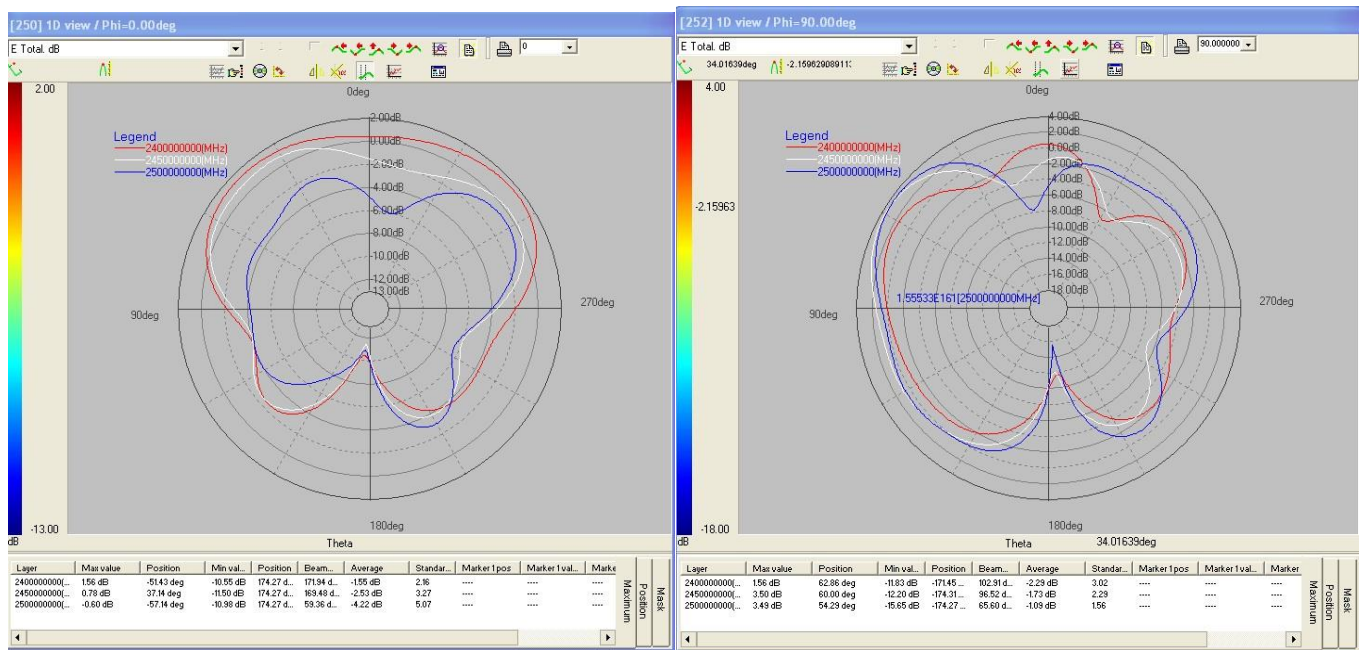 [250] 1D view / Phi=0.00deg
E Total. dB
0
2.00
0deg
Legend
2400000000(MHz)
2450000000(MHz)
2500000000(MHz)
2.00dB
0.00dB
-2.00dB
-4.00dB
-6.00dB
-8.00dB
-10.00dB
-12.00dB
-13.00dB
90deg
270deg
180deg
-13.00
dB
Theta
Layer Max value Position Min val... Position Beam... Average Standar... Marker 1 pos Marker 1 val... Marke
2400000000(... 1.56 dB -51.43 deg -10.55 dB 174.27 d... 171.94 d... -1.55 dB 2.16 ---- ---- ----
2450000000(... 0.78 dB 37.14 deg -11.50 dB 174.27 d... 169.48 d... -2.53 dB 3.27 ---- ---- ----
2500000000(... -0.60 dB -57.14 deg -10.98 dB 174.27 d... 59.36 dB... -4.22 dB 5.07 ---- ---- ----
Maximum
Position
Mask
[252] 1D view / Phi=90.00deg
E Total. dB
90.000000
34.01639deg
4.00
0deg
Legend
2400000000(MHz)
2450000000(MHz)
2500000000(MHz)
4.00dB
2.00dB
0.00dB
-2.00dB
-4.00dB
-6.00dB
-8.00dB
-10.00dB
-12.00dB
-14.00dB
-16.00dB
-18.00dB
-2.15963
1.55533E161[2500000000MHz]
90deg
270deg
180deg
-18.00
dB
Theta
34.01639deg
Layer Max value Position Min val... Position Beam... Average Standar... Marker 1 pos Marker 1 val... Marker
2400000000(... 1.56 dB 62.86 deg -11.83 dB -171.45 ... 102.91 d... -2.29 dB 3.02 ---- ---- ----
2450000000(... 3.50 dB 60.00 deg -12.20 dB -174.31 ... 96.52 d... -1.73 dB 2.29 ---- ---- ----
2500000000(... 3.49 dB 54.29 deg -15.65 dB -174.27 ... 65.60 d... -1.09 dB 1.56 ---- ---- ----
Maximum
Position
Mask